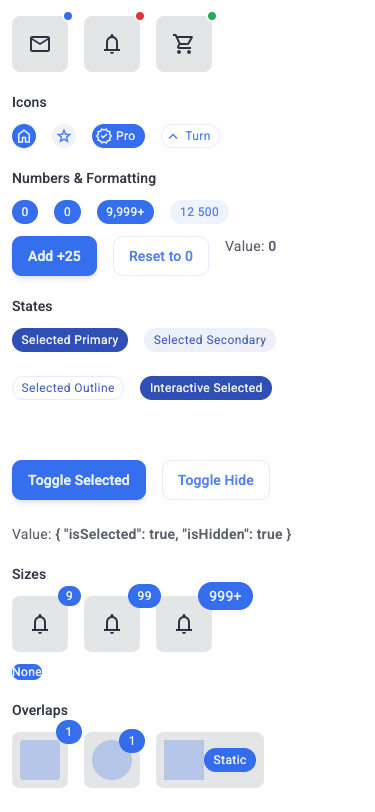 Icons
Pro Turn
Numbers & Formatting
0 0 9,999+ 12 500
Add +25 Reset to 0 Value: 0
States
Selected Primary Selected Secondary
Selected Outline Interactive Selected
Toggle Selected Toggle Hide
Value: { "isSelected": true, "isHidden": true }
Sizes
9 99 999+
None
Overlaps
1 1
Static